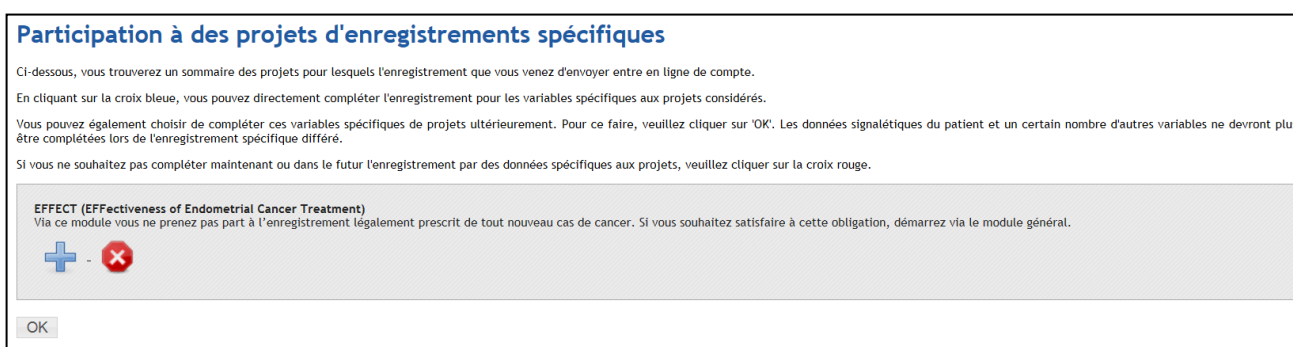 Participation à des projets d'enregistrements spécifiques
Ci-dessous, vous trouverez un sommaire des projets pour lesquels l'enregistrement que vous venez d'envoyer entre en ligne de compte.
En cliquant sur la croix bleue, vous pouvez directement compléter l'enregistrement pour les variables spécifiques aux projets considérés.
Vous pouvez également choisir de compléter ces variables spécifiques de projets ultérieurement. Pour ce faire, veuillez cliquer sur 'OK'. Les données signalétiques du patient et un certain nombre d'autres variables ne devront plu
être complétées lors de l'enregistrement spécifique différé.
Si vous ne souhaitez pas compléter maintenant ou dans le futur l'enregistrement par des données spécifiques aux projets, veuillez cliquer sur la croix rouge.
EFFECT (EFFectiveness of Endometrial Cancer Treatment)
Via ce module vous ne prenez pas part à l'enregistrement légalement prescrit de tout nouveau cas de cancer. Si vous souhaitez satisfaire à cette obligation, démarrez via le module général.
-
OK